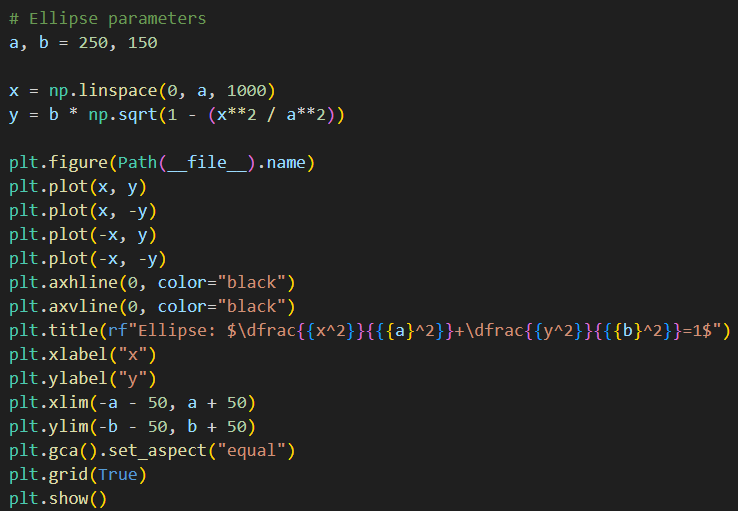 # Ellipse parameters
a, b = 250, 150
x = np.linspace(0, a, 1000)
y = b * np.sqrt(1 - (x**2 / a**2))
plt.figure(Path(__file__).name)
plt.plot(x, y)
plt.plot(x, -y)
plt.plot(-x, y)
plt.plot(-x, -y)
plt.axhline(0, color="black")
plt.axvline(0, color="black")
plt.title(rf"Ellipse: $\dfrac{{x^2}}{{{a}^2}}+\dfrac{{y^2}}{{{b}^2}}=1$")
plt.xlabel("x")
plt.ylabel("y")
plt.xlim(-a - 50, a + 50)
plt.ylim(-b - 50, b + 50)
plt.gca().set_aspect("equal")
plt.grid(True)
plt.show()